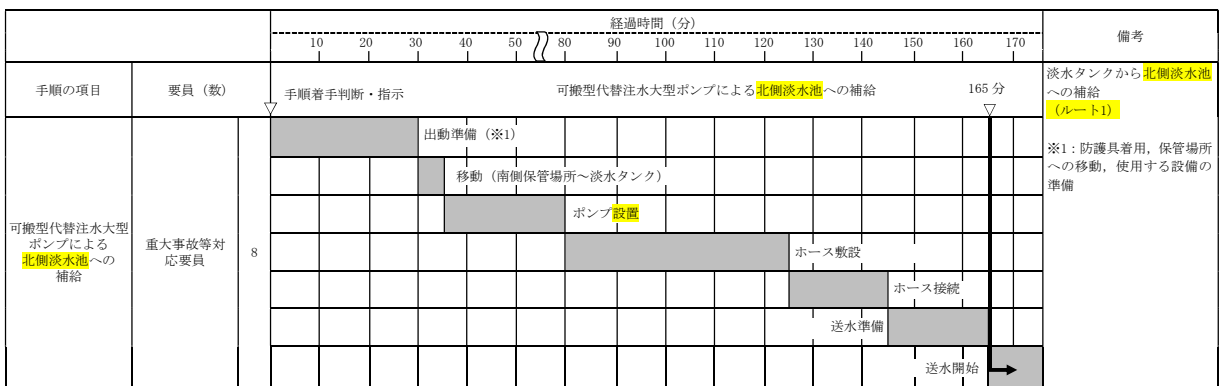 経過時間（分）
備考
10 20 30 40 50 80 90 100 110 120 130 140 150 160 170
手順の項目
要員（数）
手順着手判断・指示
可搬型代替注水大型ポンプによる北側淡水池への補給
165 分
淡水タンクから北側淡水池
への補給
（ルート1）
※1：防護具着用，保管場所
への移動，使用する設備の
準備
可搬型代替注水大型
ポンプによる
北側淡水池への
補給
重大事故等対
応要員
8
出動準備（※1）
移動（南側保管場所～淡水タンク）
ポンプ設置
ホース敷設
ホース接続
送水準備
送水開始